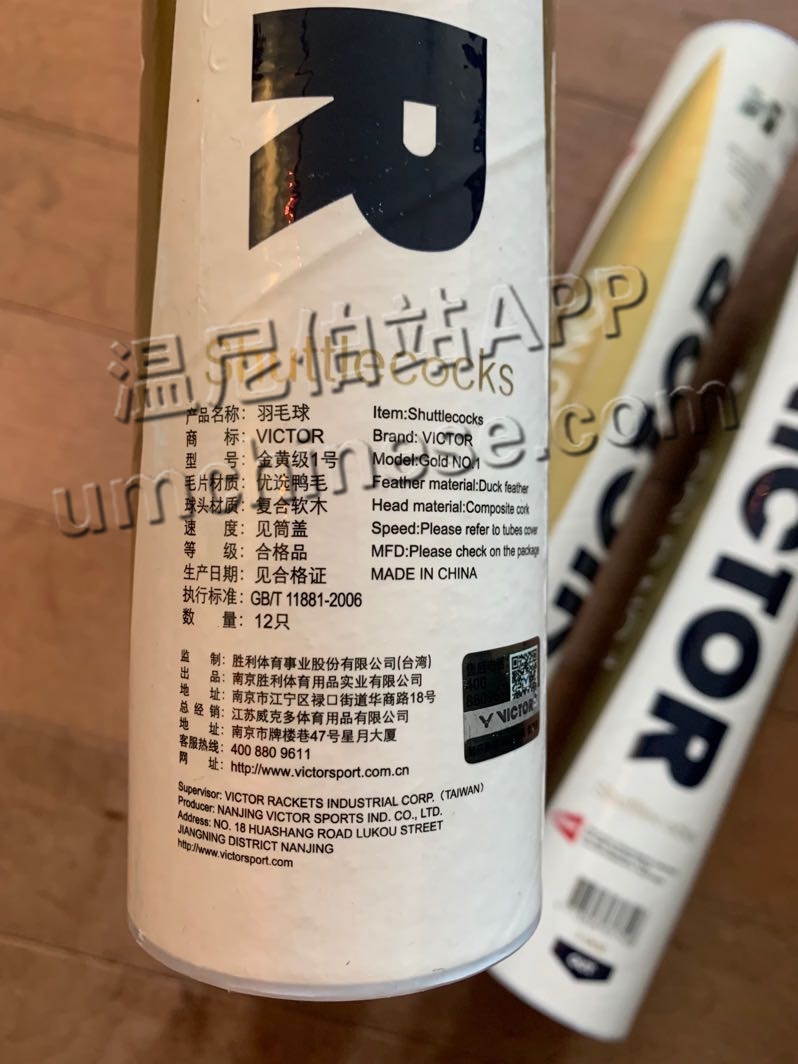 R
Shuttlecocks
温尼伯站APP
umchinese.com
产品名称: 羽毛球 Item:Shuttlecocks
商 标: VICTOR Brand: VICTOR
型 号: 金黄级1号 Model:Gold NO.1
毛片材质: 优选鸭毛 Feather material:Duck feather
球头材质: 复合软木 Head material:Composite cork
速 度: 见筒盖 Speed:Please refer to tubes cover
等 级: 合格品 MFD:Please check on the package
生产日期: 见合格证 MADE IN CHINA
执行标准: GB/T 11881-2006
数 量: 12只
监 制: 胜利体育事业股份有限公司(台湾)
出 品: 南京胜利体育用品实业有限公司
地 址: 南京市江宁区禄口街道华商路18号
总 经 销: 江苏威克多体育用品有限公司
地 址: 南京市牌楼巷47号星月大厦
客服热线: 400 880 9611
网 址: http://www.victorsport.com.cn
Supervisor: VICTOR RACKETS INDUSTRIAL CORP. (TAIWAN)
Producer: NANJING VICTOR SPORTS IND. CO., LTD.
Address: NO. 18 HUASHANG ROAD LUKOU STREET
JIANGNING DISTRICT NANJING
http://www.victorsport.com
VICTOR
VICTOR